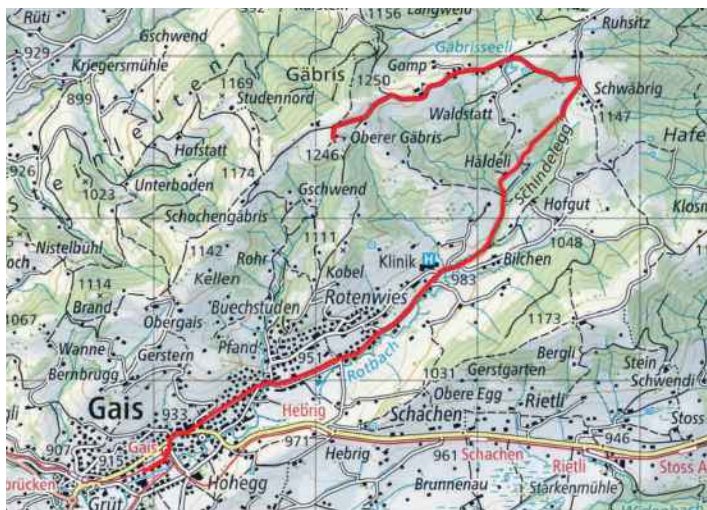 Rüti
1156
Langweid
Ruhsitz
929
Gschwend
Gäbrisseeli
Kriegersmühle
Gäbris
1250
Gamp
1169
Studennord
Schwäbrig
899
Waldstatt
1147
Oberer Gäbris
1246
Hofstatt
Häldeli
Schindelegg
926
Unterboden
1174
Gschwend
1023
Schochengäbris
Hofgut
Nistelbühl
1111
Klinik
H
Bilchen
1048
1142
Rohr
Kobel
983
1114
Kellen
Brand
Buechstuden
Rotenwies
1067
Obergais
1173
Wanne
Pfand
951
Rotbach
Bergli
Gerstern
Bernbrugg
Gerstgarten
Stein
1031
Schwendi
Gais
Obere Egg
Rietli
933
Hebrig
Schachen
Stoss
907
Gais
971
946
915
Hebrig
961
Schachen
Rietli
Stoss A
brücken
Höhegg
Grüt
Brunnenau
Starkenmühle